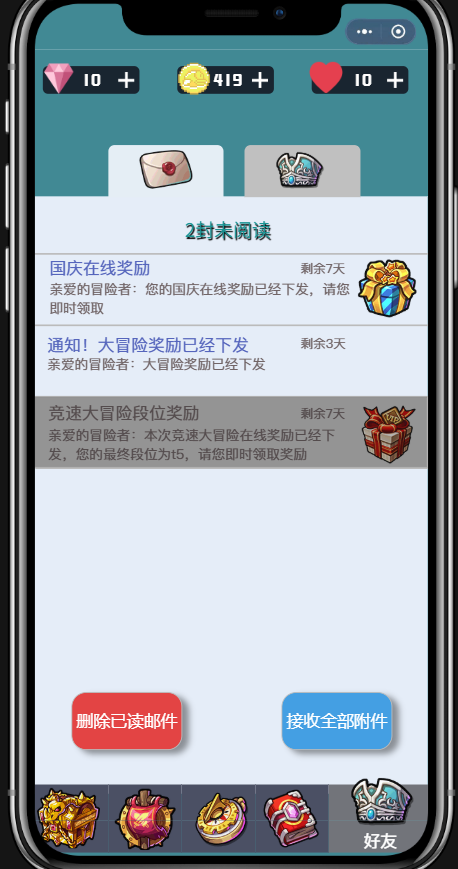 10 419 10
2封未阅读
国庆在线奖励 剩余7天
亲爱的冒险者：您的国庆在线奖励已经下发，请您
即时领取
通知！大冒险奖励已经下发 剩余3天
亲爱的冒险者：大冒险奖励已经下发
竞速大冒险段位奖励 剩余7天
亲爱的冒险者：本次竞速大冒险在线奖励已经下
发，您的最终段位为t5，请您即时领取奖励
删除已读邮件 接收全部附件
好友